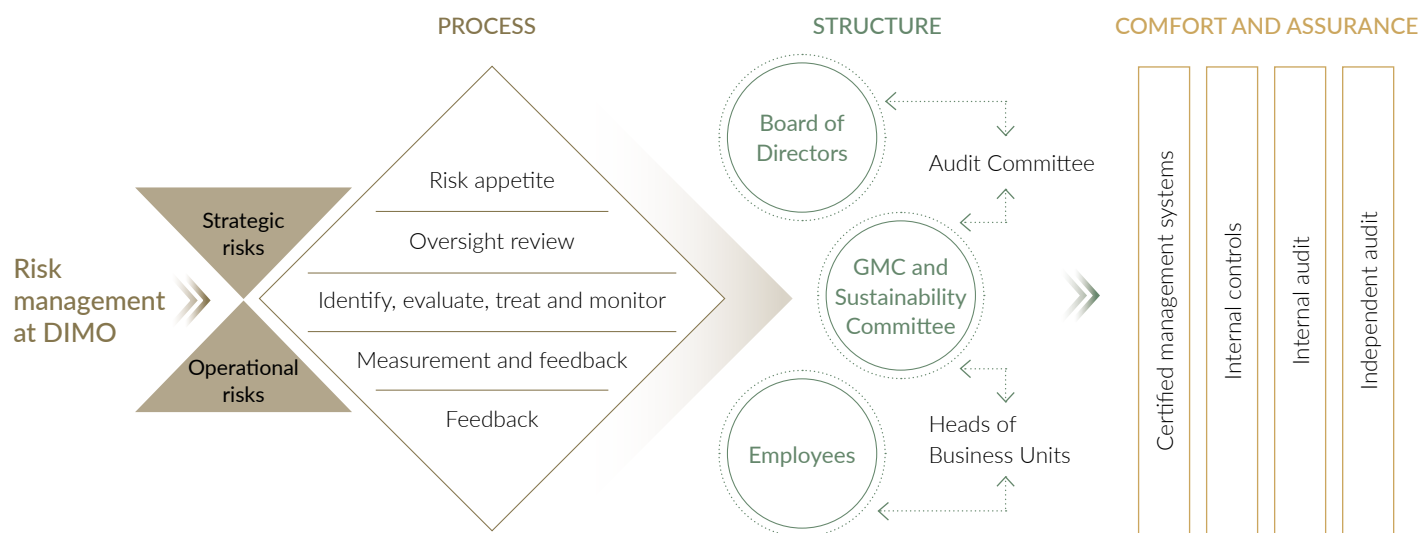 PROCESS
STRUCTURE
COMFORT AND ASSURANCE
Risk
management
at DIMO
Strategic
risks
Operational
risks
Risk appetite
Oversight review
Identify, evaluate, treat and monitor
Measurement and feedback
Feedback
Board of
Directors
Audit Committee
GMC and
Sustainability
Committee
Heads of
Business Units
Employees
Certified management systems
Internal controls
Internal audit
Independent audit